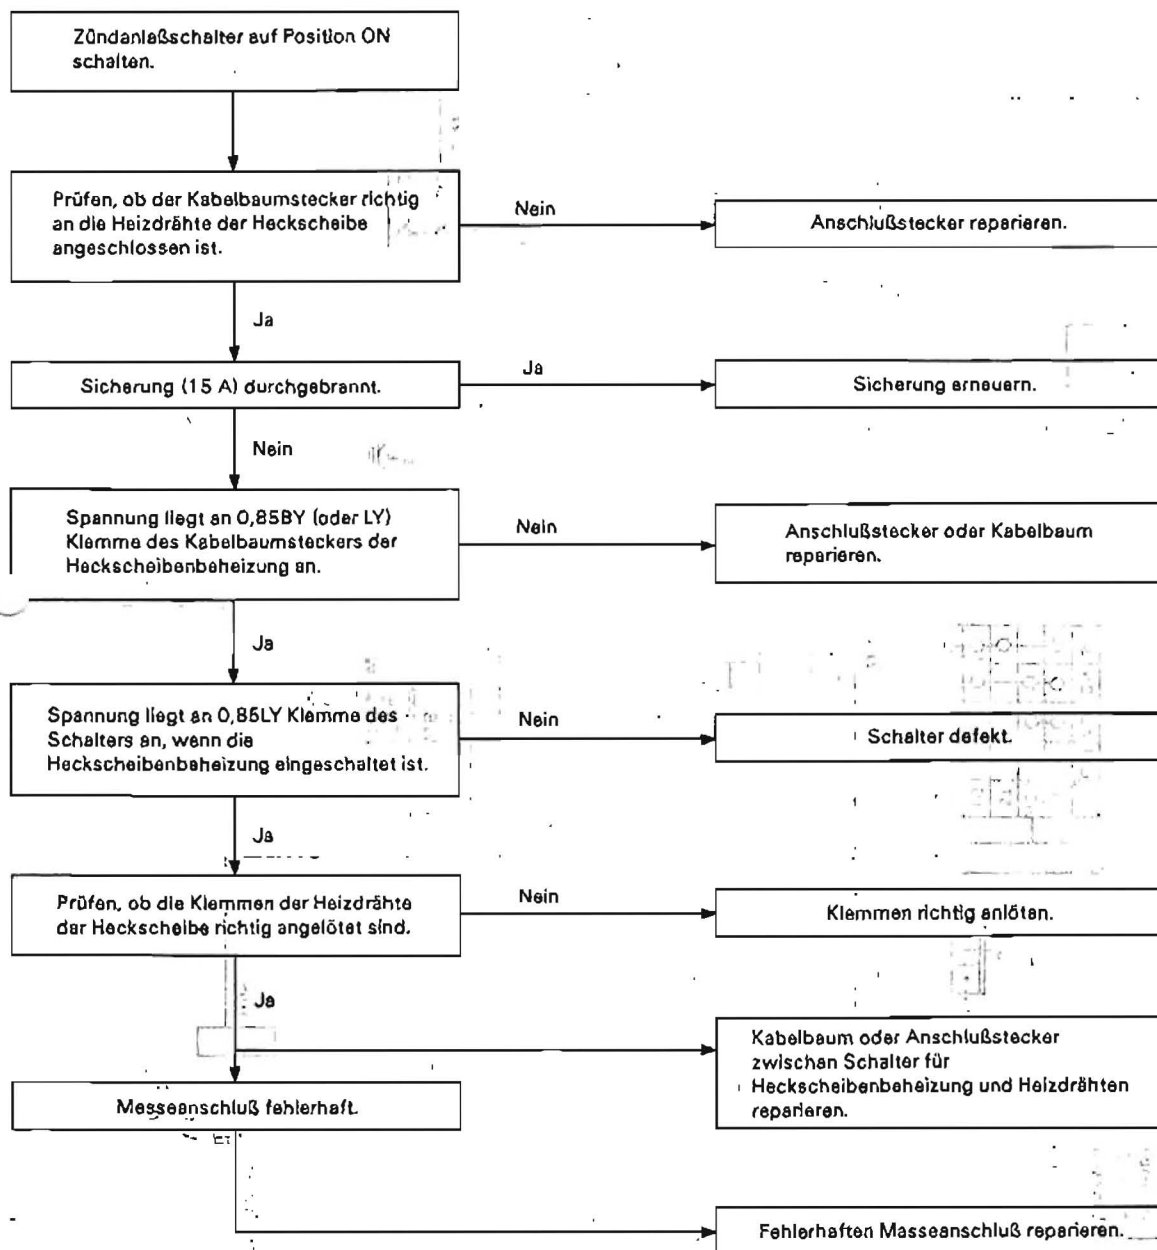 Zündanlaßschalter auf Position ON
schalten.
Prüfen, ob der Kabelbaumstecker richtig
an die Heizdrähte der Heckscheibe
angeschlossen ist.
Nein
Anschlußstecker reparieren.
Ja
Sicherung (15 A) durchgebrannt.
Ja
Sicherung erneuern.
Nein
Spannung liegt an 0,85BY (oder LY)
Klemme des Kabelbaumsteckers der
Heckscheibenbeheizung an.
Nein
Anschlußstecker oder Kabelbaum
reparieren.
Ja
Spannung liegt an 0,85LY Klemme des
Schalters an, wenn die
Heckscheibenbeheizung eingeschaltet ist.
Nein
Schalter defekt.
Ja
Prüfen, ob die Klemmen der Heizdrähte
der Heckscheibe richtig angelötet sind.
Nein
Klemmen richtig anlöten.
Ja
Kabelbaum oder Anschlußstecker
zwischen Schalter für
Heckscheibenbeheizung und Heizdrähten
reparieren.
Masseanschluß fehlerhaft.
Fehlerhaften Masseanschluß reparieren.